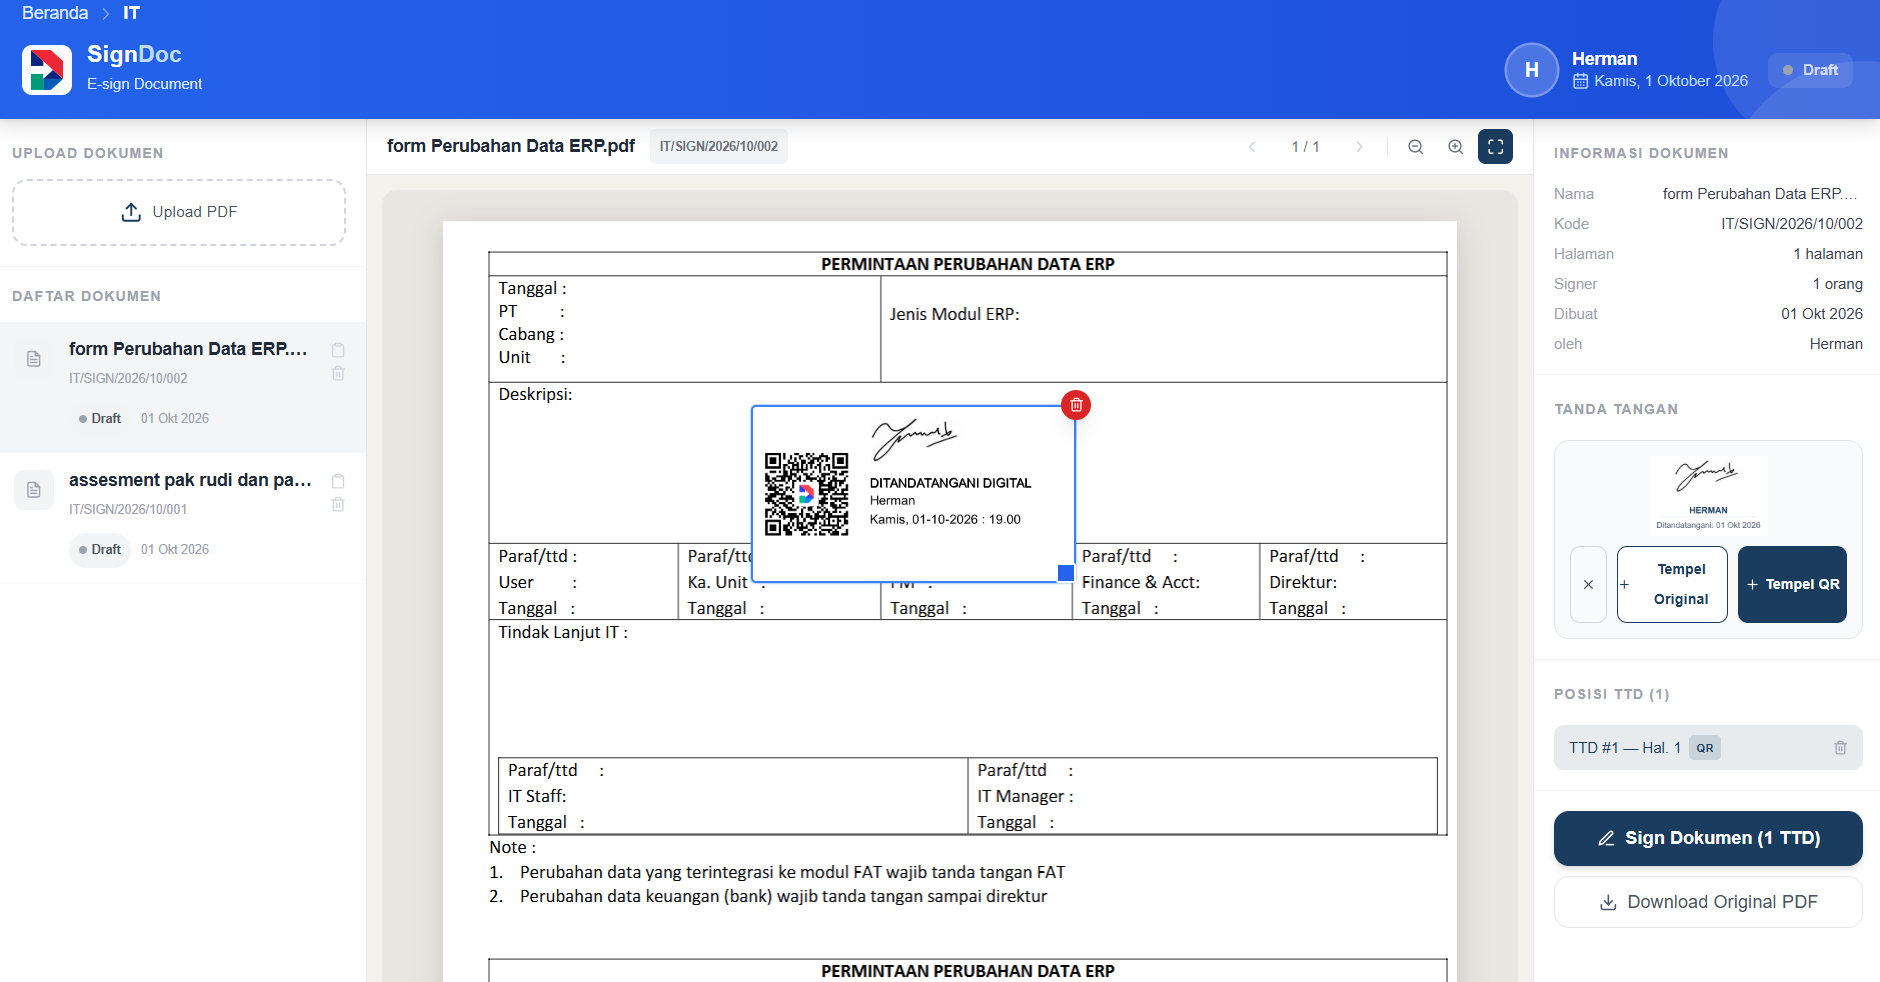 Beranda > IT
SignDoc
E-sign Document
H
Herman
Kamis, 1 Oktober 2026
Draft
UPLOAD DOKUMEN
Upload PDF
DAFTAR DOKUMEN
form Perubahan Data ERP....
IT/SIGN/2026/10/002
Draft 01 Okt 2026
assesment pak rudi dan pa...
IT/SIGN/2026/10/001
Draft 01 Okt 2026
form Perubahan Data ERP.pdf IT/SIGN/2026/10/002
1 / 1
PERMINTAAN PERUBAHAN DATA ERP
Tanggal :
PT :
Cabang :
Unit :
Jenis Modul ERP:
Deskripsi:
DITANDATANGANI DIGITAL
Herman
Kamis, 01-10-2026 : 19.00
Paraf/ttd :
User :
Tanggal :
Paraf/ttd
Ka. Unit :
Tanggal :
Tanggal :
Paraf/ttd :
Finance & Acct:
Tanggal :
Paraf/ttd :
Direktur:
Tanggal :
Tindak Lanjut IT :
Paraf/ttd :
IT Staff:
Tanggal :
Paraf/ttd :
IT Manager :
Tanggal :
Note :
1. Perubahan data yang terintegrasi ke modul FAT wajib tanda tangan FAT
2. Perubahan data keuangan (bank) wajib tanda tangan sampai direktur
PERMINTAAN PERUBAHAN DATA ERP
INFORMASI DOKUMEN
Nama form Perubahan Data ERP....
Kode IT/SIGN/2026/10/002
Halaman 1 halaman
Signer 1 orang
Dibuat 01 Okt 2026
oleh Herman
TANDA TANGAN
HERMAN
Ditandatangani: 01 Okt 2026
+ Tempel Original
+ Tempel QR
POSISI TTD (1)
TTD #1 — Hal. 1 QR
Sign Dokumen (1 TTD)
Download Original PDF